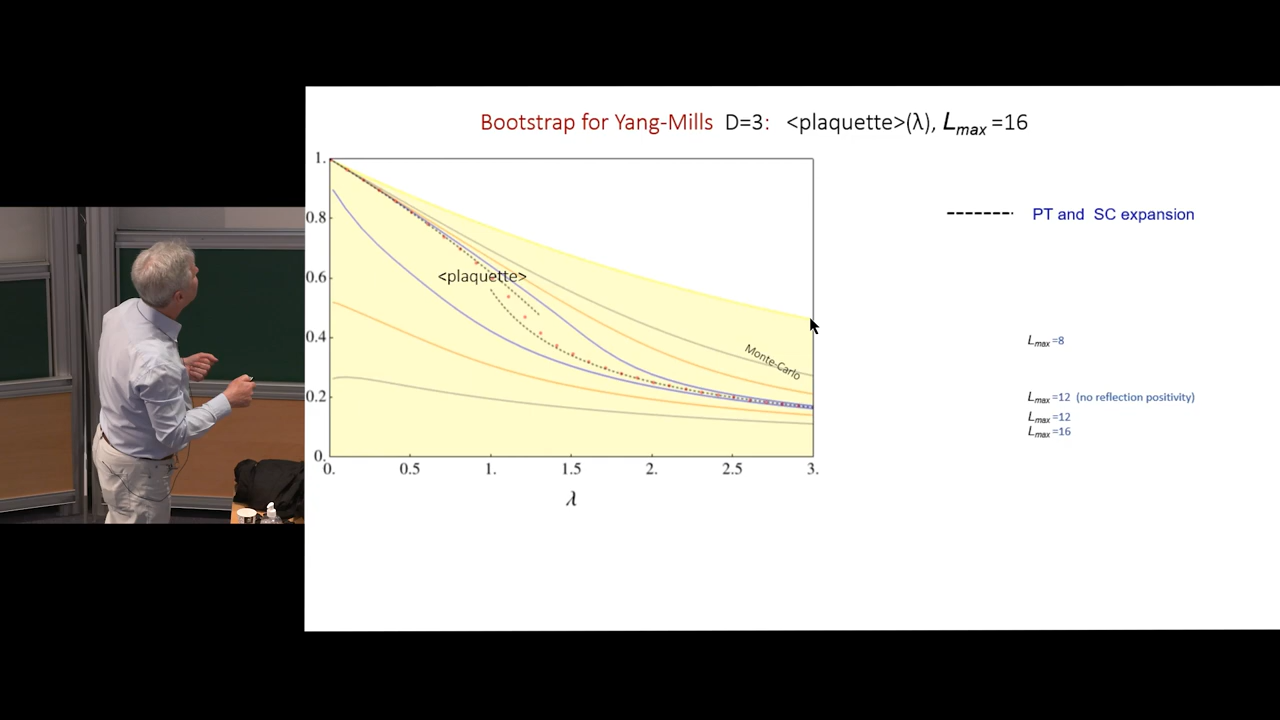 Bootstrap for Yang-Mills D=3: <plaquette>(λ), Lmax =16
1.
0.8
0.6
0.4
0.2
0.
<plaquette>
Monte-Carlo
0. 0.5 1. 1.5 2. 2.5 3.
λ
PT and SC expansion
Lmax =8
Lmax =12 (no reflection positivity)
Lmax =12
Lmax =16